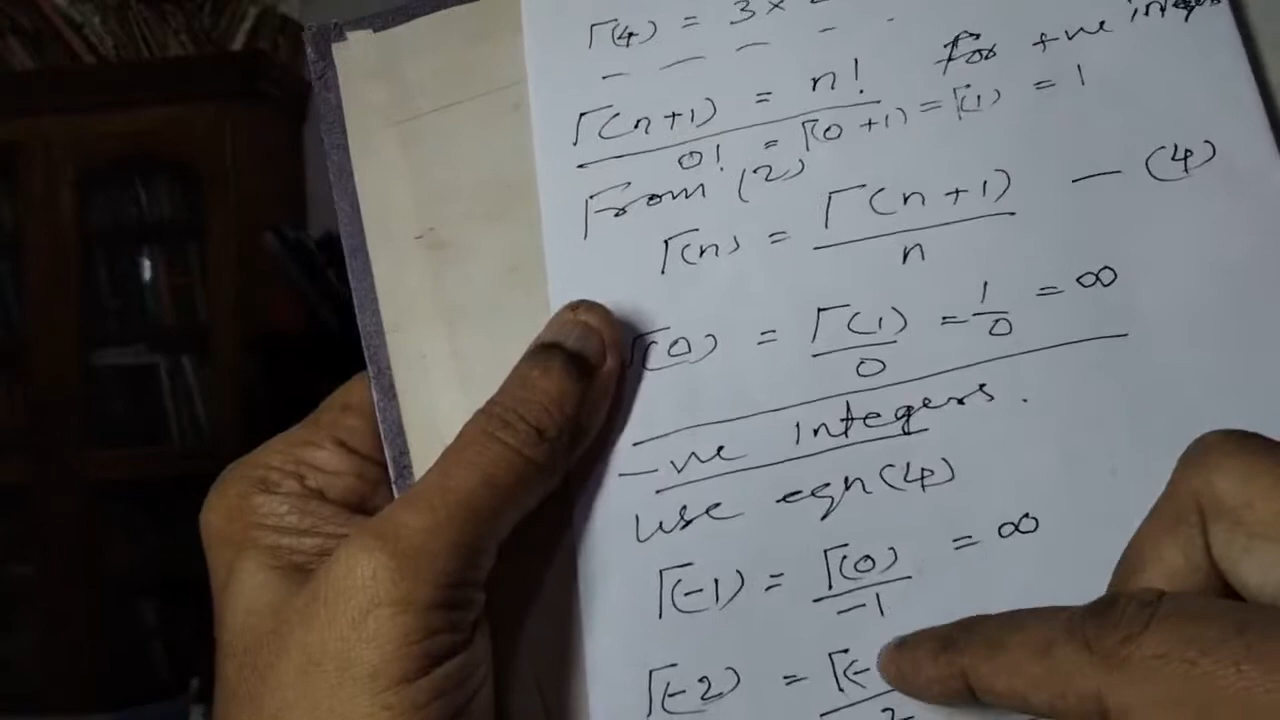 Γ(4) = 3 ×
Γ(n+1) = n! for +ve
0! = Γ(0+1) = Γ(1) = 1
From (2)
Γ(n) = Γ(n+1) / n — (4)
Γ(0) = Γ(1) / 0 = 1/0 = ∞
-ve integers.
use eqn (4)
Γ(-1) = Γ(0) / -1 = ∞
Γ(-2) = Γ(-